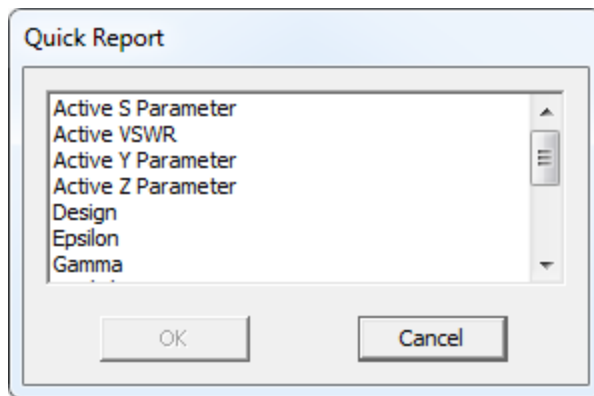 Quick Report
Active S Parameter
Active VSWR
Active Y Parameter
Active Z Parameter
Design
Epsilon
Gamma
OK
Cancel